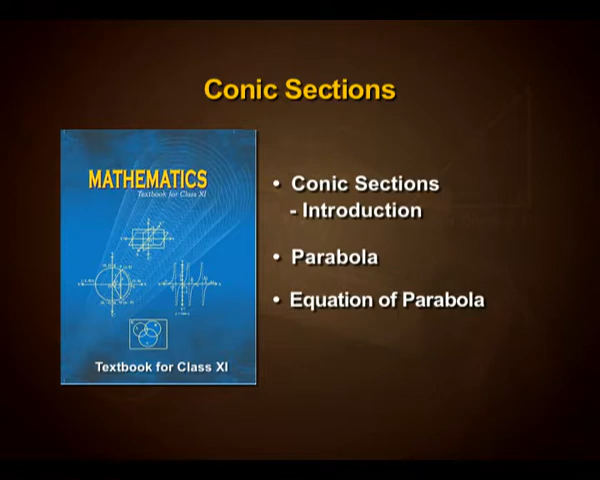 Conic Sections
MATHEMATICS
Textbook for Class XI
Textbook for Class XI
• Conic Sections
- Introduction
• Parabola
• Equation of Parabola